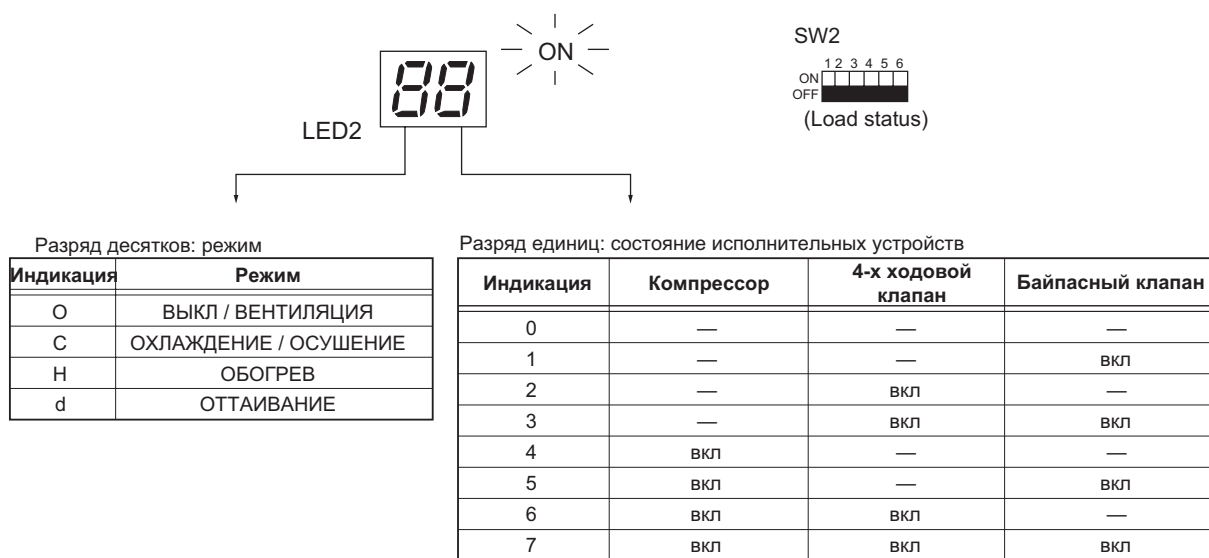 ON
LED2
SW2
1 2 3 4 5 6
ON
OFF
(Load status)
Разряд десятков: режим
Индикация Режим
O ВЫКЛ / ВЕНТИЛЯЦИЯ
C ОХЛАЖДЕНИЕ / ОСУШЕНИЕ
H ОБОГРЕВ
d ОТТАИВАНИЕ
Разряд единиц: состояние исполнительных устройств
Индикация Компрессор 4-х ходовой клапан Байпасный клапан
0 — — —
1 — — вкл
2 — вкл —
3 — вкл вкл
4 вкл — —
5 вкл — вкл
6 вкл вкл —
7 вкл вкл вкл